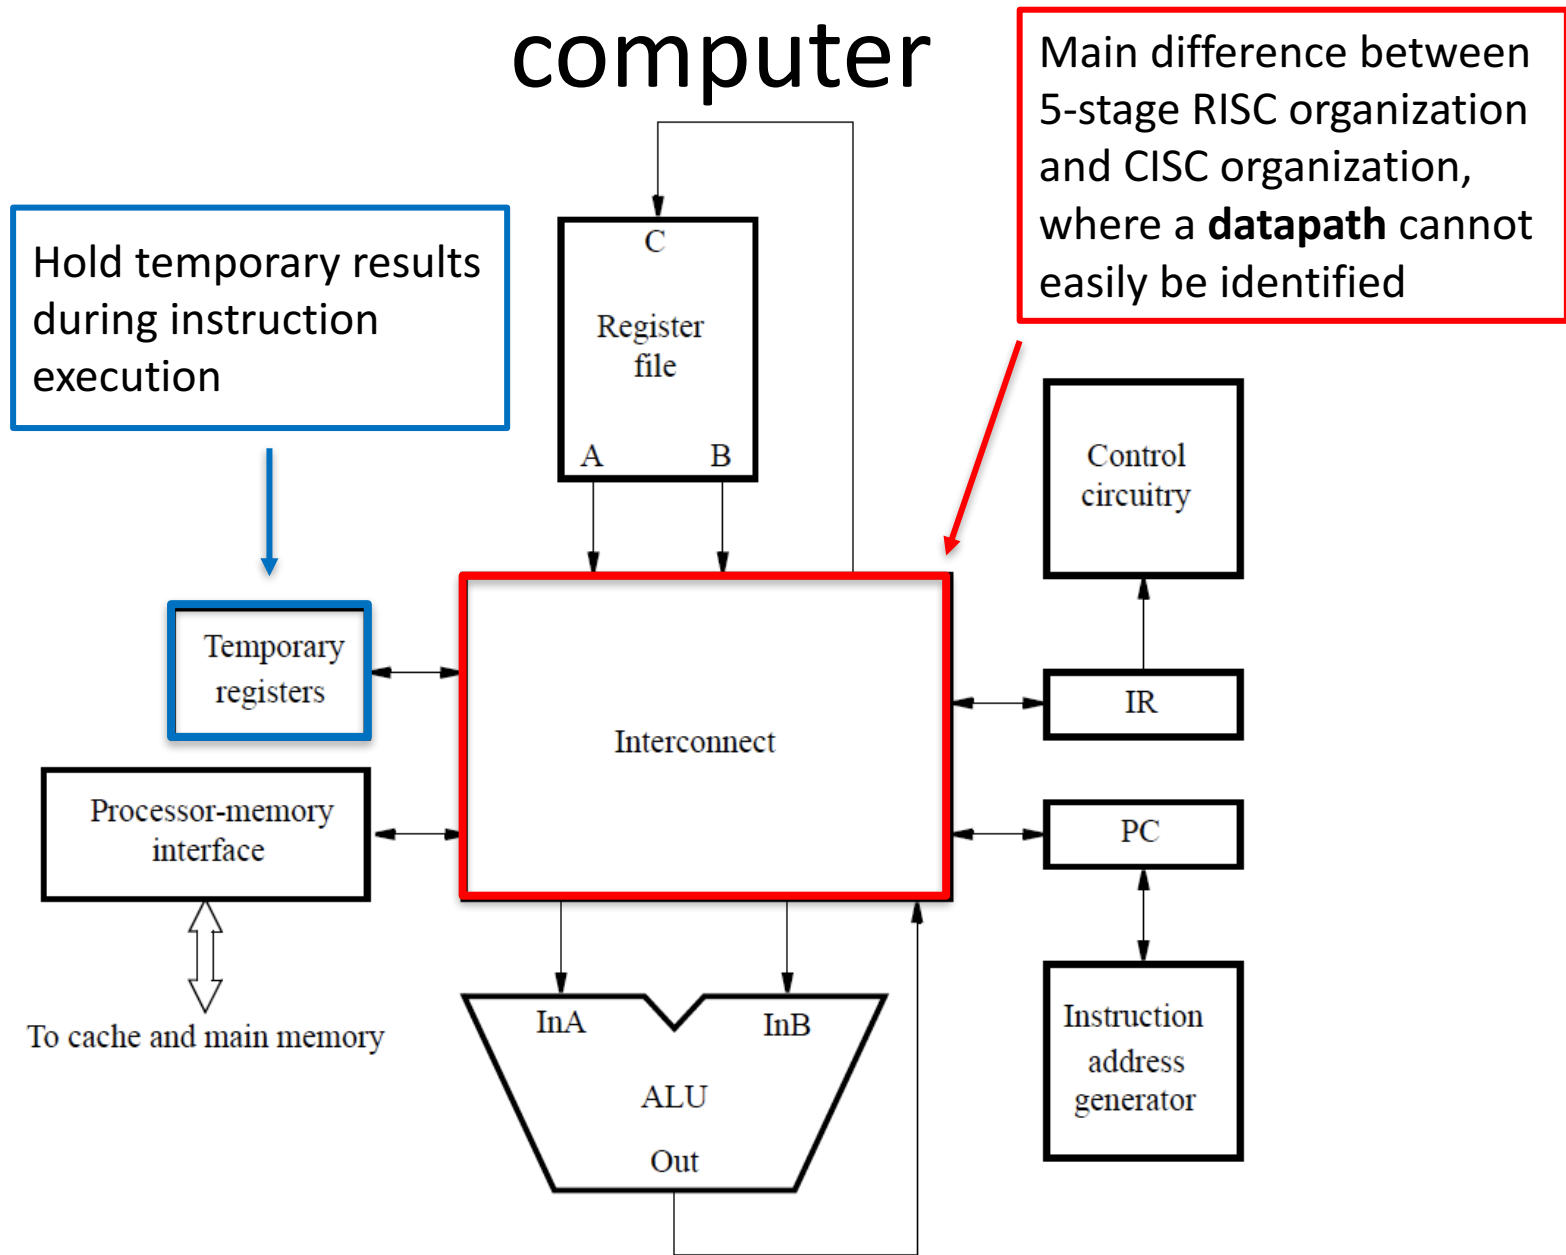 computer
Main difference between
5-stage RISC organization
and CISC organization,
where a datapath cannot
easily be identified
Hold temporary results
during instruction
execution
C
Register
file
A
B
Control
circuitry
Temporary
registers
IR
Interconnect
Processor-memory
interface
PC
To cache and main memory
InA
InB
ALU
Out
Instruction
address
generator